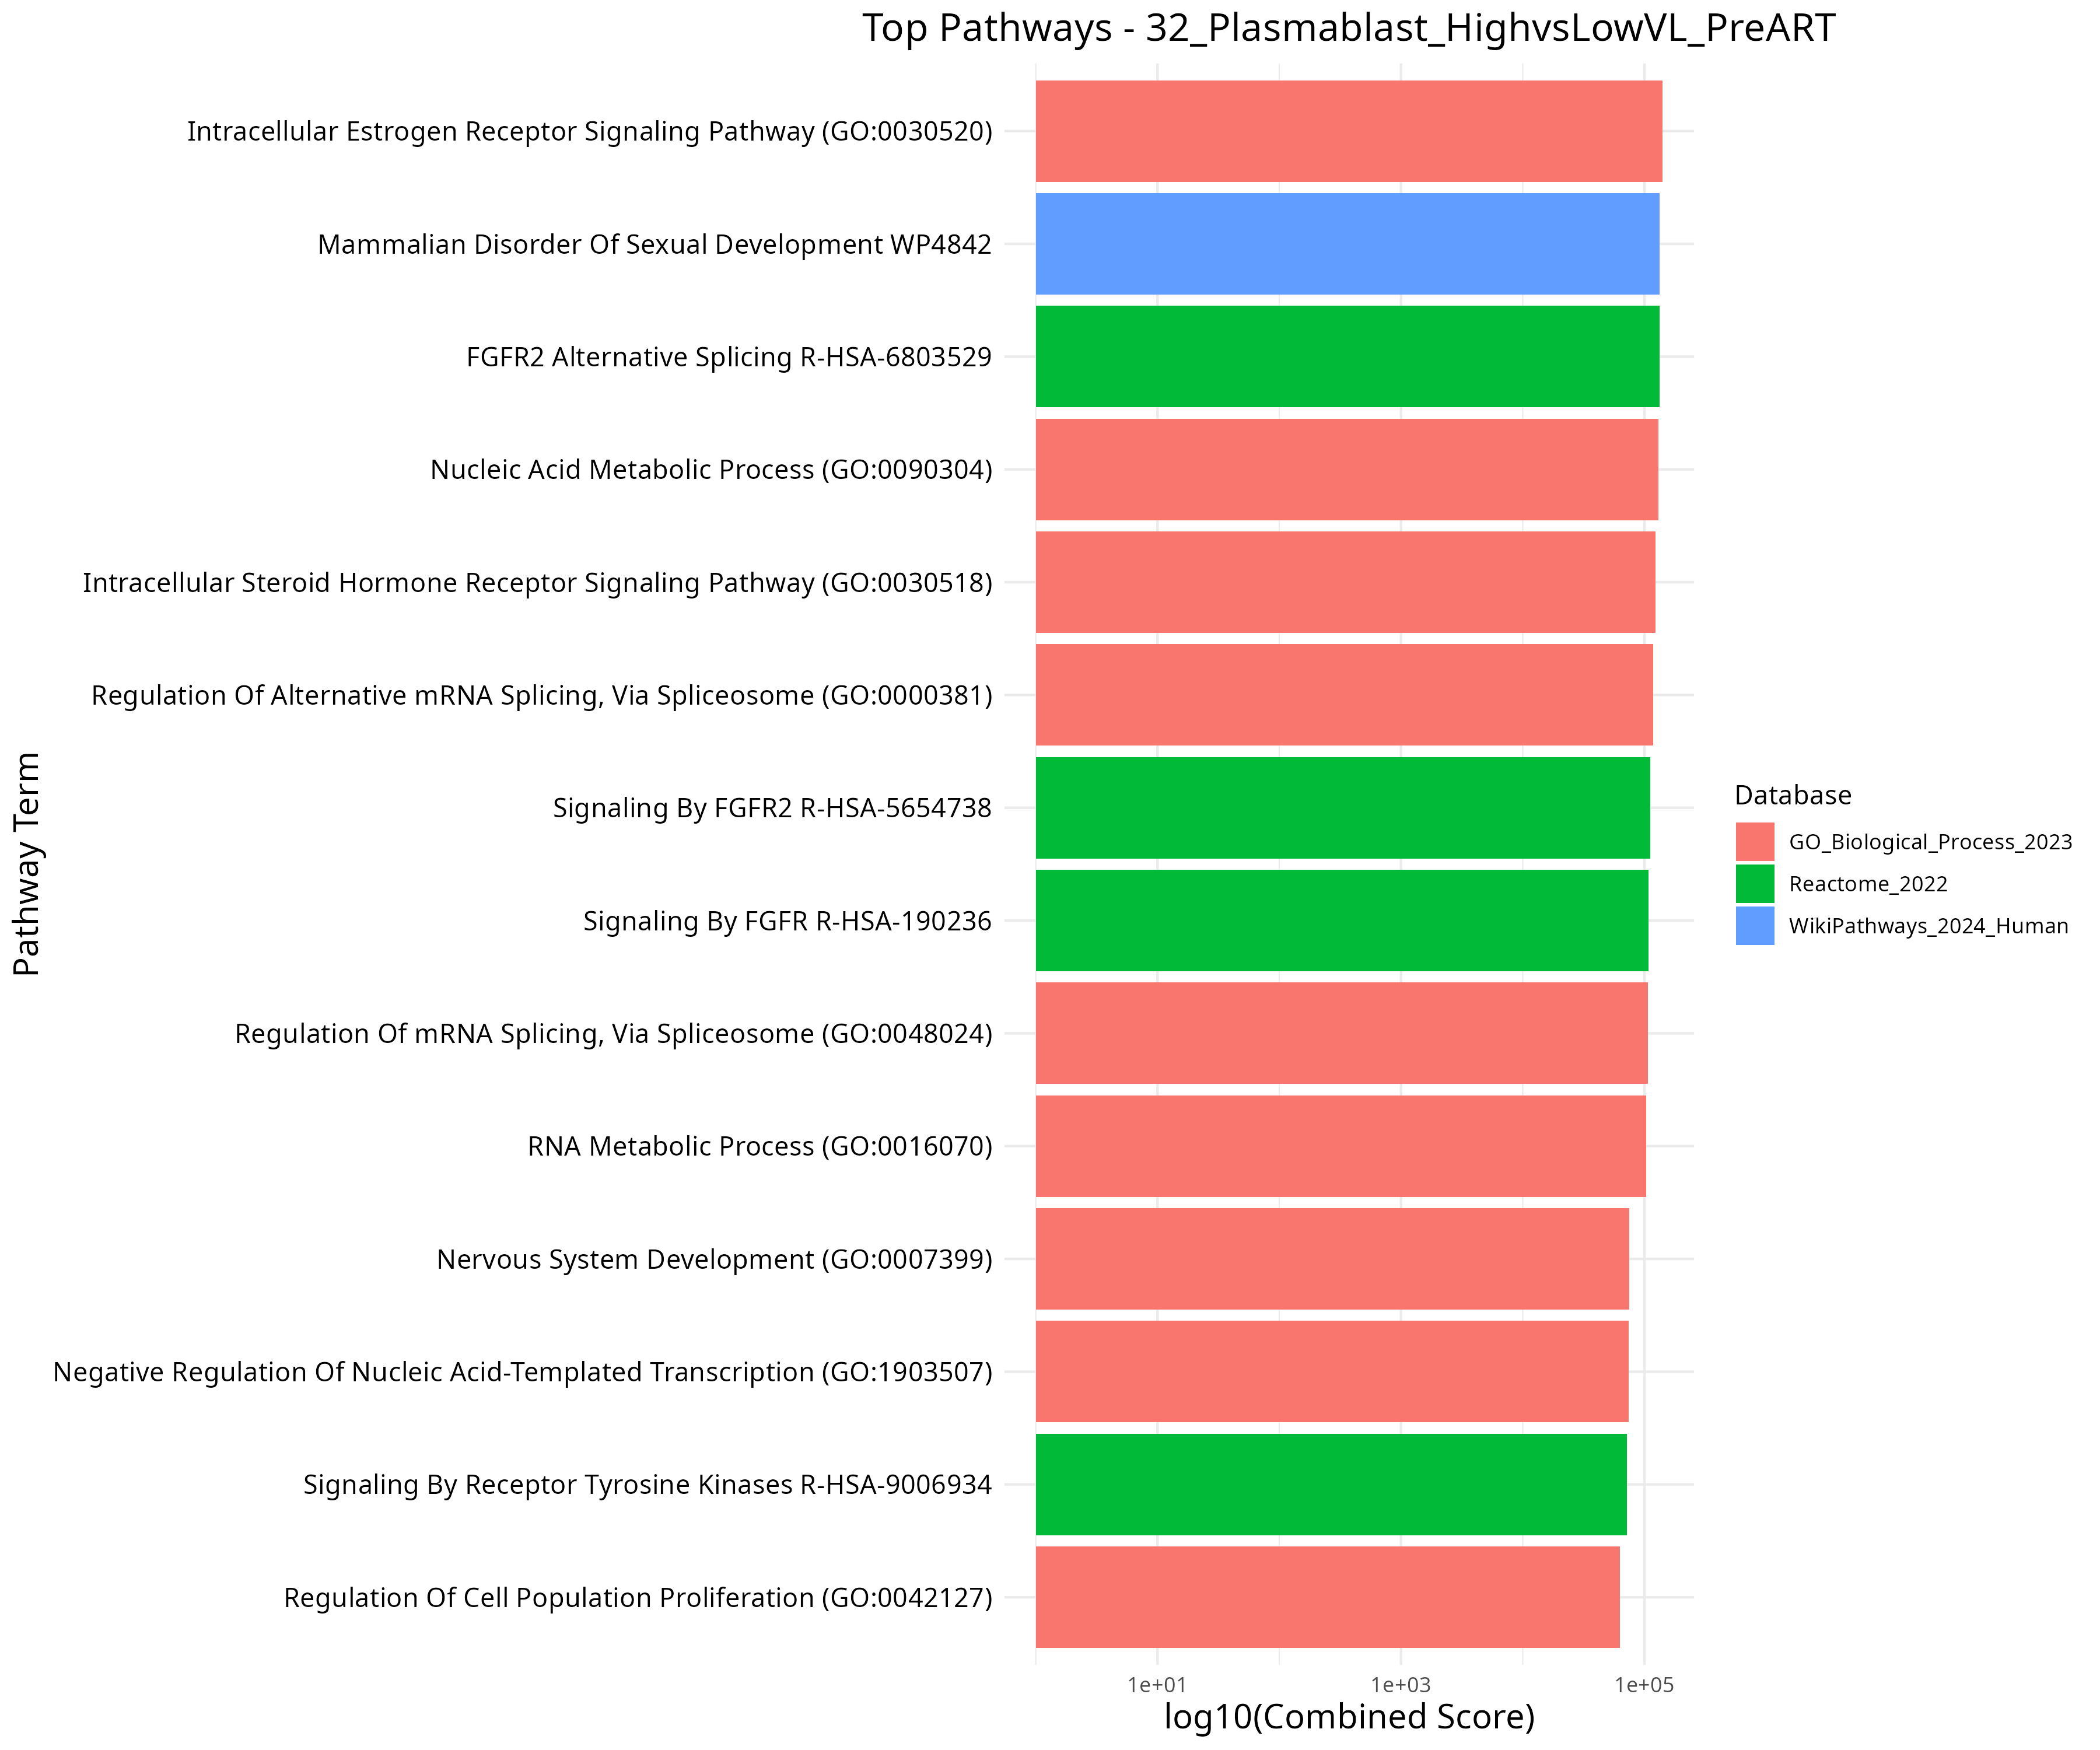 Top Pathways - 32_Plasmablast_HighvsLowVL_PreART
Pathway Term
Intracellular Estrogen Receptor Signaling Pathway (GO:0030520)
Mammalian Disorder Of Sexual Development WP4842
FGFR2 Alternative Splicing R-HSA-6803529
Nucleic Acid Metabolic Process (GO:0090304)
Intracellular Steroid Hormone Receptor Signaling Pathway (GO:0030518)
Regulation Of Alternative mRNA Splicing, Via Spliceosome (GO:0000381)
Signaling By FGFR2 R-HSA-5654738
Signaling By FGFR R-HSA-190236
Regulation Of mRNA Splicing, Via Spliceosome (GO:0048024)
RNA Metabolic Process (GO:0016070)
Nervous System Development (GO:0007399)
Negative Regulation Of Nucleic Acid-Templated Transcription (GO:1903507)
Signaling By Receptor Tyrosine Kinases R-HSA-9006934
Regulation Of Cell Population Proliferation (GO:0042127)
1e+01 1e+03 1e+05
log10(Combined Score)
Database
GO_Biological_Process_2023
Reactome_2022
WikiPathways_2024_Human